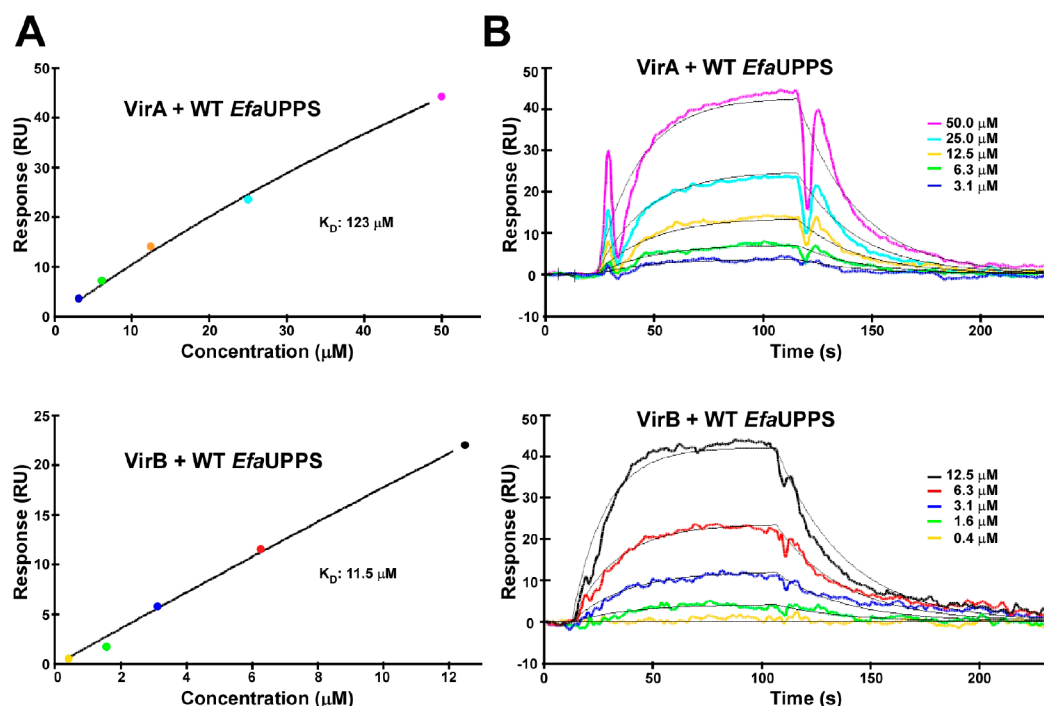 A
VirA + WT EfaUPPS
Response (RU)
50
40
30
20
10
0
K_D: 123 μM
0
10
20
30
40
50
Concentration (μM)
B
VirA + WT EfaUPPS
Response (RU)
50
40
30
20
10
0
-10
50.0 μM
25.0 μM
12.5 μM
6.3 μM
3.1 μM
0
50
100
150
200
Time (s)
VirB + WT EfaUPPS
Response (RU)
25
20
15
10
5
0
K_D: 11.5 μM
0
2
4
6
8
10
12
Concentration (μM)
VirB + WT EfaUPPS
Response (RU)
50
40
30
20
10
0
-10
12.5 μM
6.3 μM
3.1 μM
1.6 μM
0.4 μM
0
50
100
150
200
Time (s)